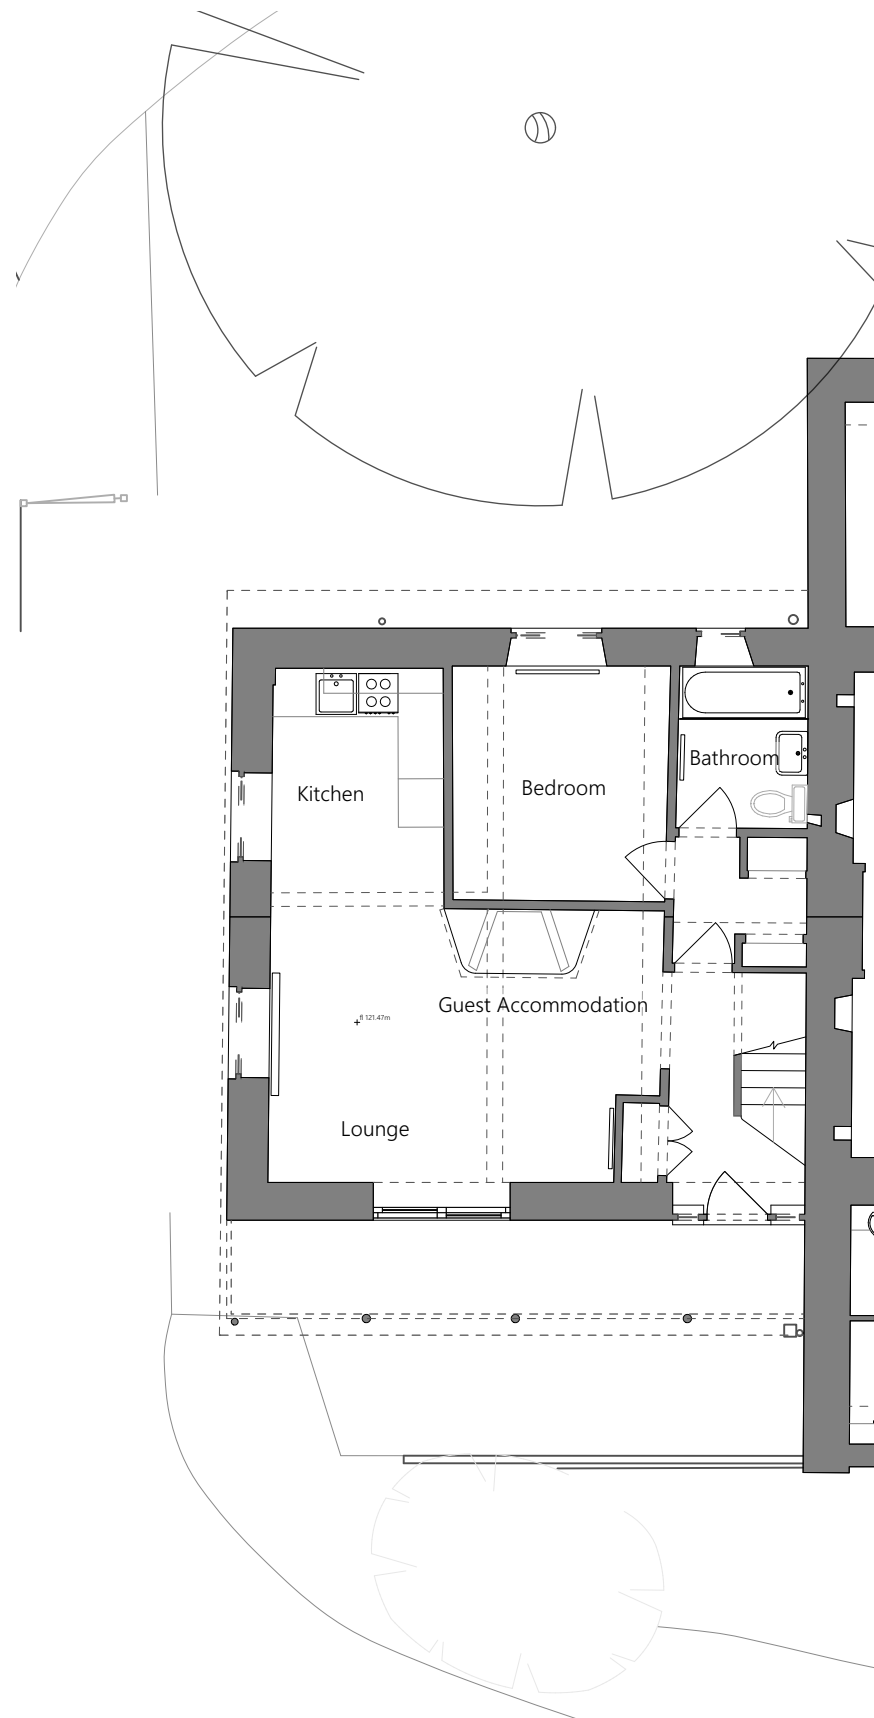 Bathroom
Bedroom
Kitchen
Guest Accommodation
fl 121.47m
Lounge